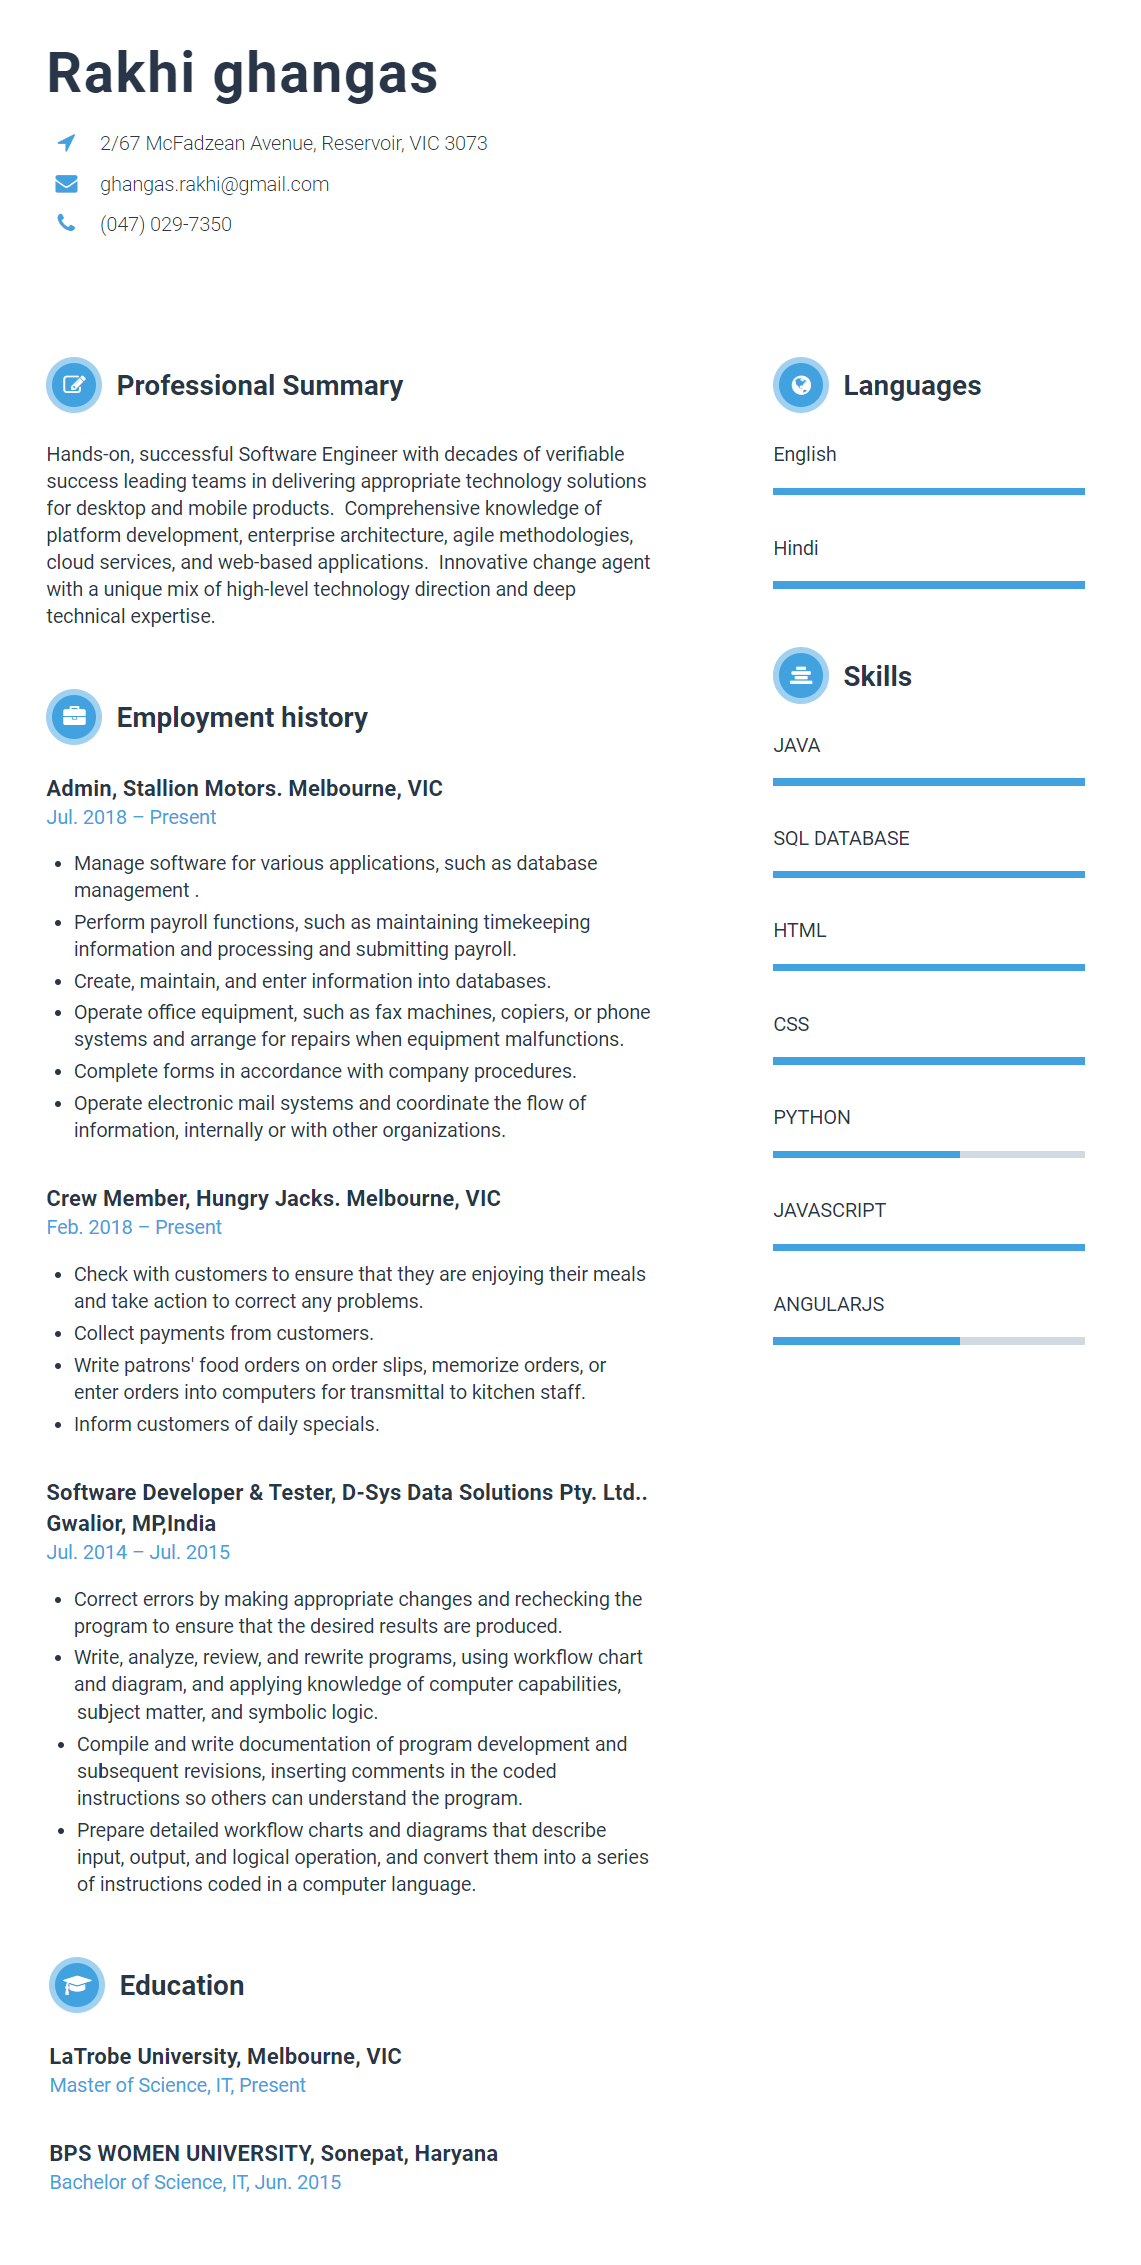 Rakhi ghangas
2/67 McFadzean Avenue, Reservoir, VIC 3073
ghangas.rakhi@gmail.com
(047) 029-7350
Professional Summary
Hands-on, successful Software Engineer with decades of verifiable
success leading teams in delivering appropriate technology solutions
for desktop and mobile products.  Comprehensive knowledge of
platform development, enterprise architecture, agile methodologies,
cloud services, and web-based applications.  Innovative change agent
with a unique mix of high-level technology direction and deep
technical expertise.
Employment history
Admin, Stallion Motors. Melbourne, VIC
Jul. 2018 – Present
• Manage software for various applications, such as database
management .
• Perform payroll functions, such as maintaining timekeeping
information and processing and submitting payroll.
• Create, maintain, and enter information into databases.
• Operate office equipment, such as fax machines, copiers, or phone
systems and arrange for repairs when equipment malfunctions.
• Complete forms in accordance with company procedures.
• Operate electronic mail systems and coordinate the flow of
information, internally or with other organizations.
Crew Member, Hungry Jacks. Melbourne, VIC
Feb. 2018 – Present
• Check with customers to ensure that they are enjoying their meals
and take action to correct any problems.
• Collect payments from customers.
• Write patrons' food orders on order slips, memorize orders, or
enter orders into computers for transmittal to kitchen staff.
• Inform customers of daily specials.
Software Developer & Tester, D-Sys Data Solutions Pty. Ltd..
Gwalior, MP,India
Jul. 2014 – Jul. 2015
• Correct errors by making appropriate changes and rechecking the
program to ensure that the desired results are produced.
• Write, analyze, review, and rewrite programs, using workflow chart
and diagram, and applying knowledge of computer capabilities,
subject matter, and symbolic logic.
• Compile and write documentation of program development and
subsequent revisions, inserting comments in the coded
instructions so others can understand the program.
• Prepare detailed workflow charts and diagrams that describe
input, output, and logical operation, and convert them into a series
of instructions coded in a computer language.
Education
LaTrobe University, Melbourne, VIC
Master of Science, IT, Present
BPS WOMEN UNIVERSITY, Sonepat, Haryana
Bachelor of Science, IT, Jun. 2015
Languages
English
Hindi
Skills
JAVA
SQL DATABASE
HTML
CSS
PYTHON
JAVASCRIPT
ANGULARJS